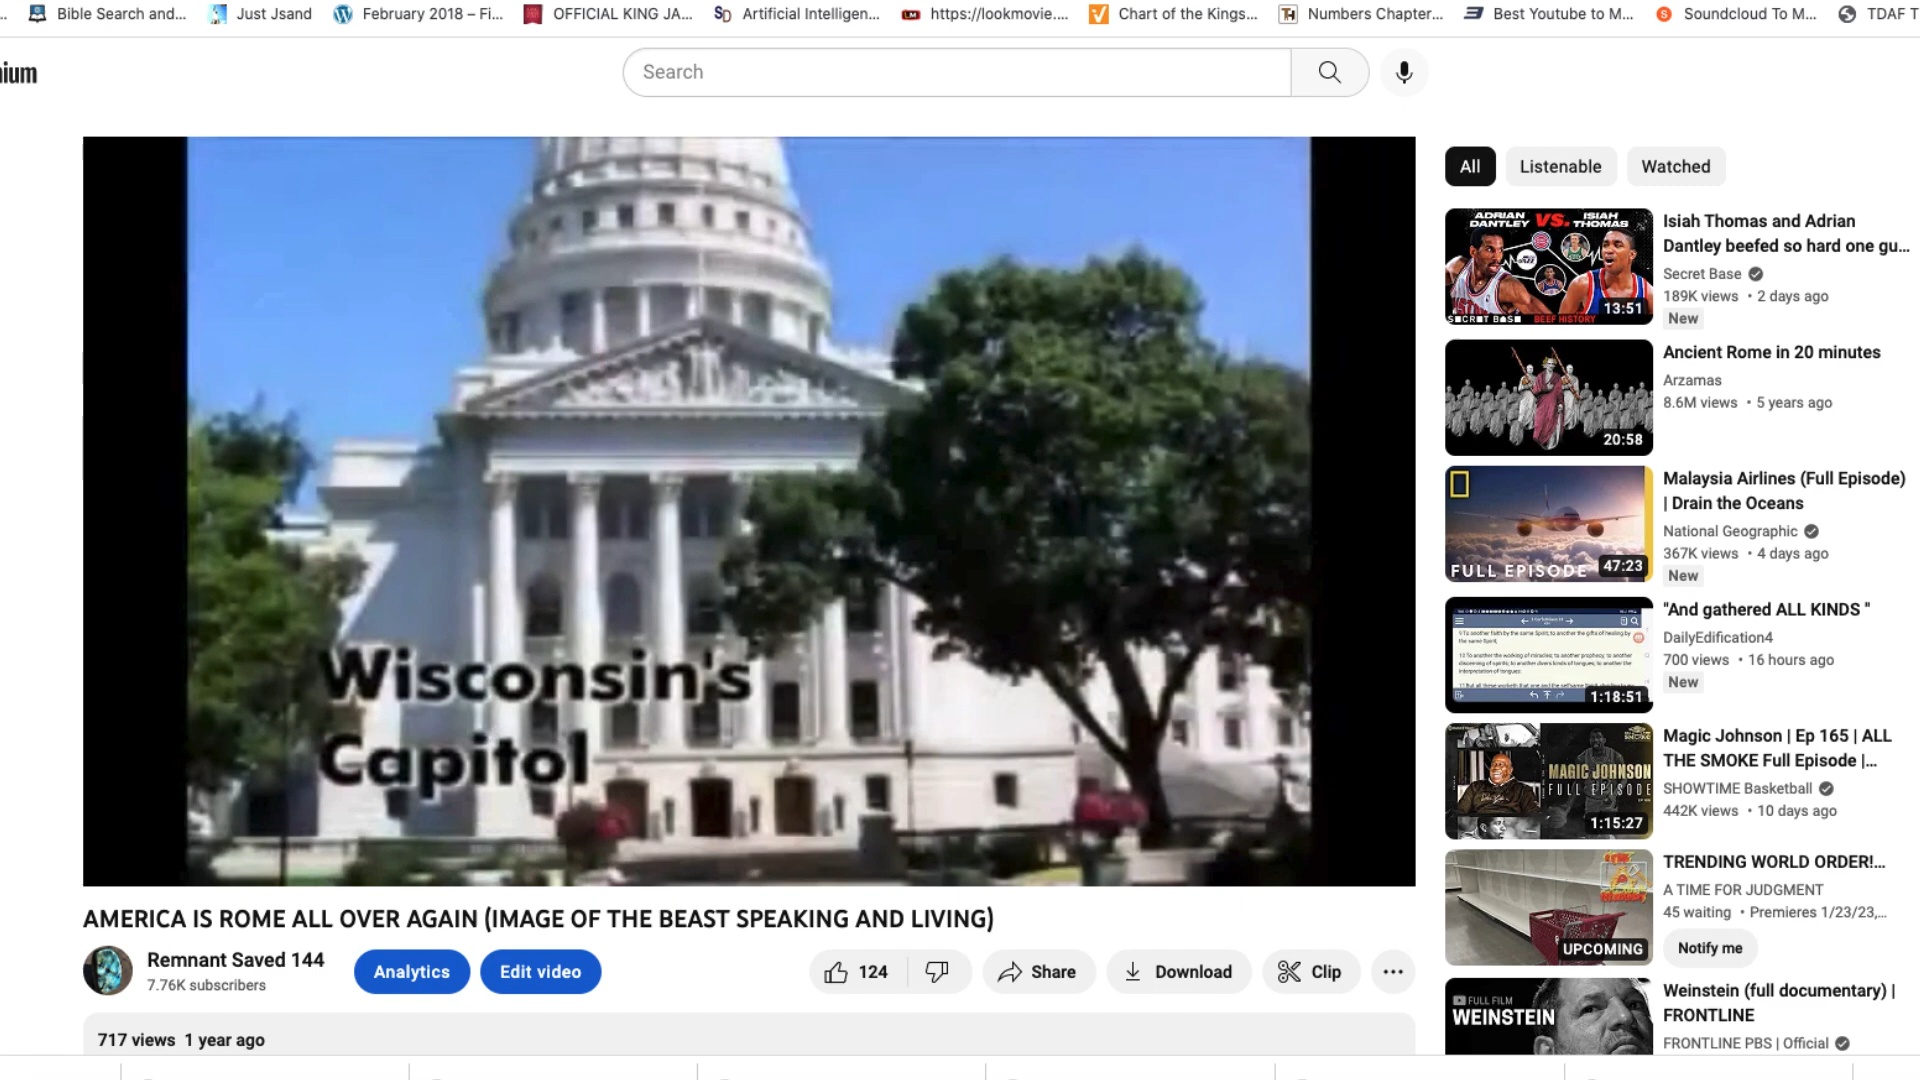 Bible Search and...
Just Jsand
February 2018 – Fi...
OFFICIAL KING JA...
Artificial Intelligen...
https://lookmovie....
Chart of the Kings...
Numbers Chapter...
Best Youtube to M...
Soundcloud To M...
TDAF T
Search
All
Listenable
Watched
Wisconsin's
Capitol
AMERICA IS ROME ALL OVER AGAIN (IMAGE OF THE BEAST SPEAKING AND LIVING)
Remnant Saved 144
7.76K subscribers
Analytics
Edit video
124
Share
Download
Clip
717 views 1 year ago
ADRIAN DANTLEY VS. ISIAH THOMAS
BEEF HISTORY
13:51
Isiah Thomas and Adrian
Dantley beefed so hard one gu...
Secret Base
189K views • 2 days ago
New
20:58
Ancient Rome in 20 minutes
Arzamas
8.6M views • 5 years ago
FULL EPISODE
47:23
Malaysia Airlines (Full Episode)
| Drain the Oceans
National Geographic
367K views • 4 days ago
New
1:18:51
"And gathered ALL KINDS "
DailyEdification4
700 views • 16 hours ago
New
MAGIC JOHNSON
FULL EPISODE
1:15:27
Magic Johnson | Ep 165 | ALL
THE SMOKE Full Episode |...
SHOWTIME Basketball
442K views • 10 days ago
UPCOMING
TRENDING WORLD ORDER!...
A TIME FOR JUDGMENT
45 waiting • Premieres 1/23/23,...
Notify me
FULL FILM
WEINSTEIN
Weinstein (full documentary) |
FRONTLINE
FRONTLINE PBS | Official